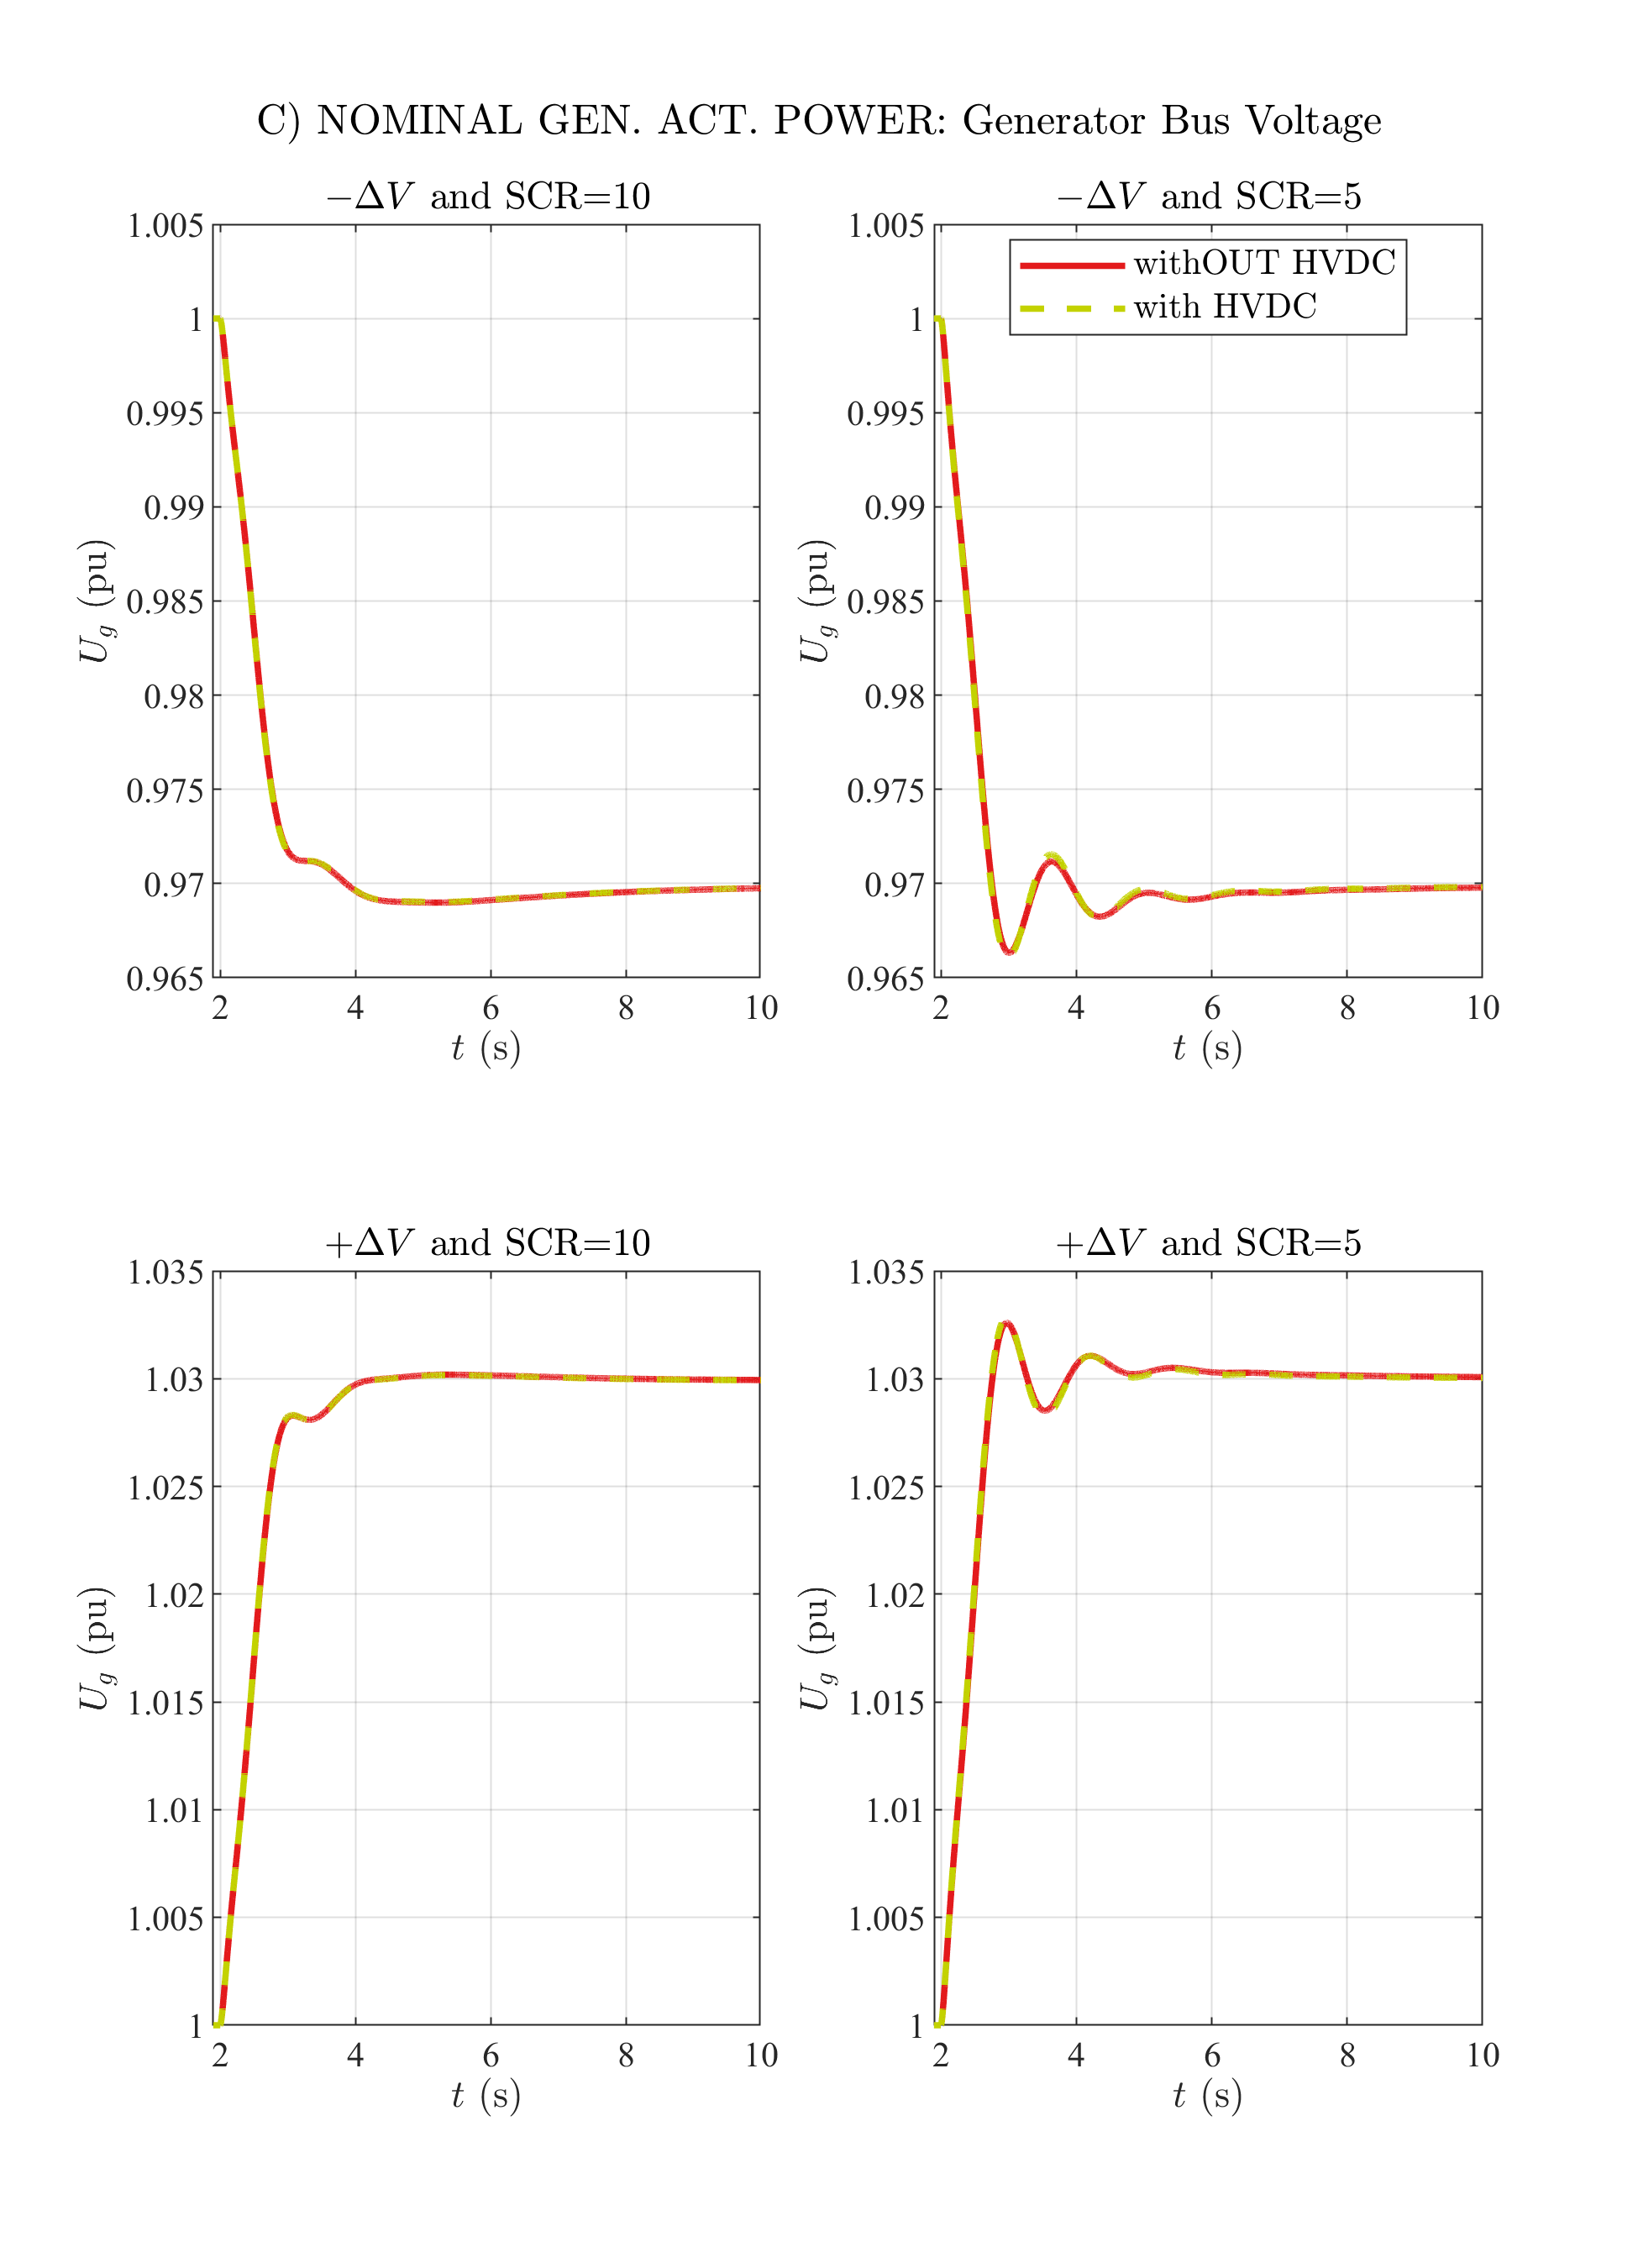 C) NOMINAL GEN. ACT. POWER: Generator Bus Voltage
−ΔV and SCR=10
1.005
1
0.995
0.99
0.985
0.98
0.975
0.97
0.965
U_g (pu)
2 4 6 8 10
t (s)
−ΔV and SCR=5
1.005
1
0.995
0.99
0.985
0.98
0.975
0.97
0.965
U_g (pu)
withOUT HVDC
with HVDC
2 4 6 8 10
t (s)
+ΔV and SCR=10
1.035
1.03
1.025
1.02
1.015
1.01
1.005
1
U_g (pu)
2 4 6 8 10
t (s)
+ΔV and SCR=5
1.035
1.03
1.025
1.02
1.015
1.01
1.005
1
U_g (pu)
2 4 6 8 10
t (s)